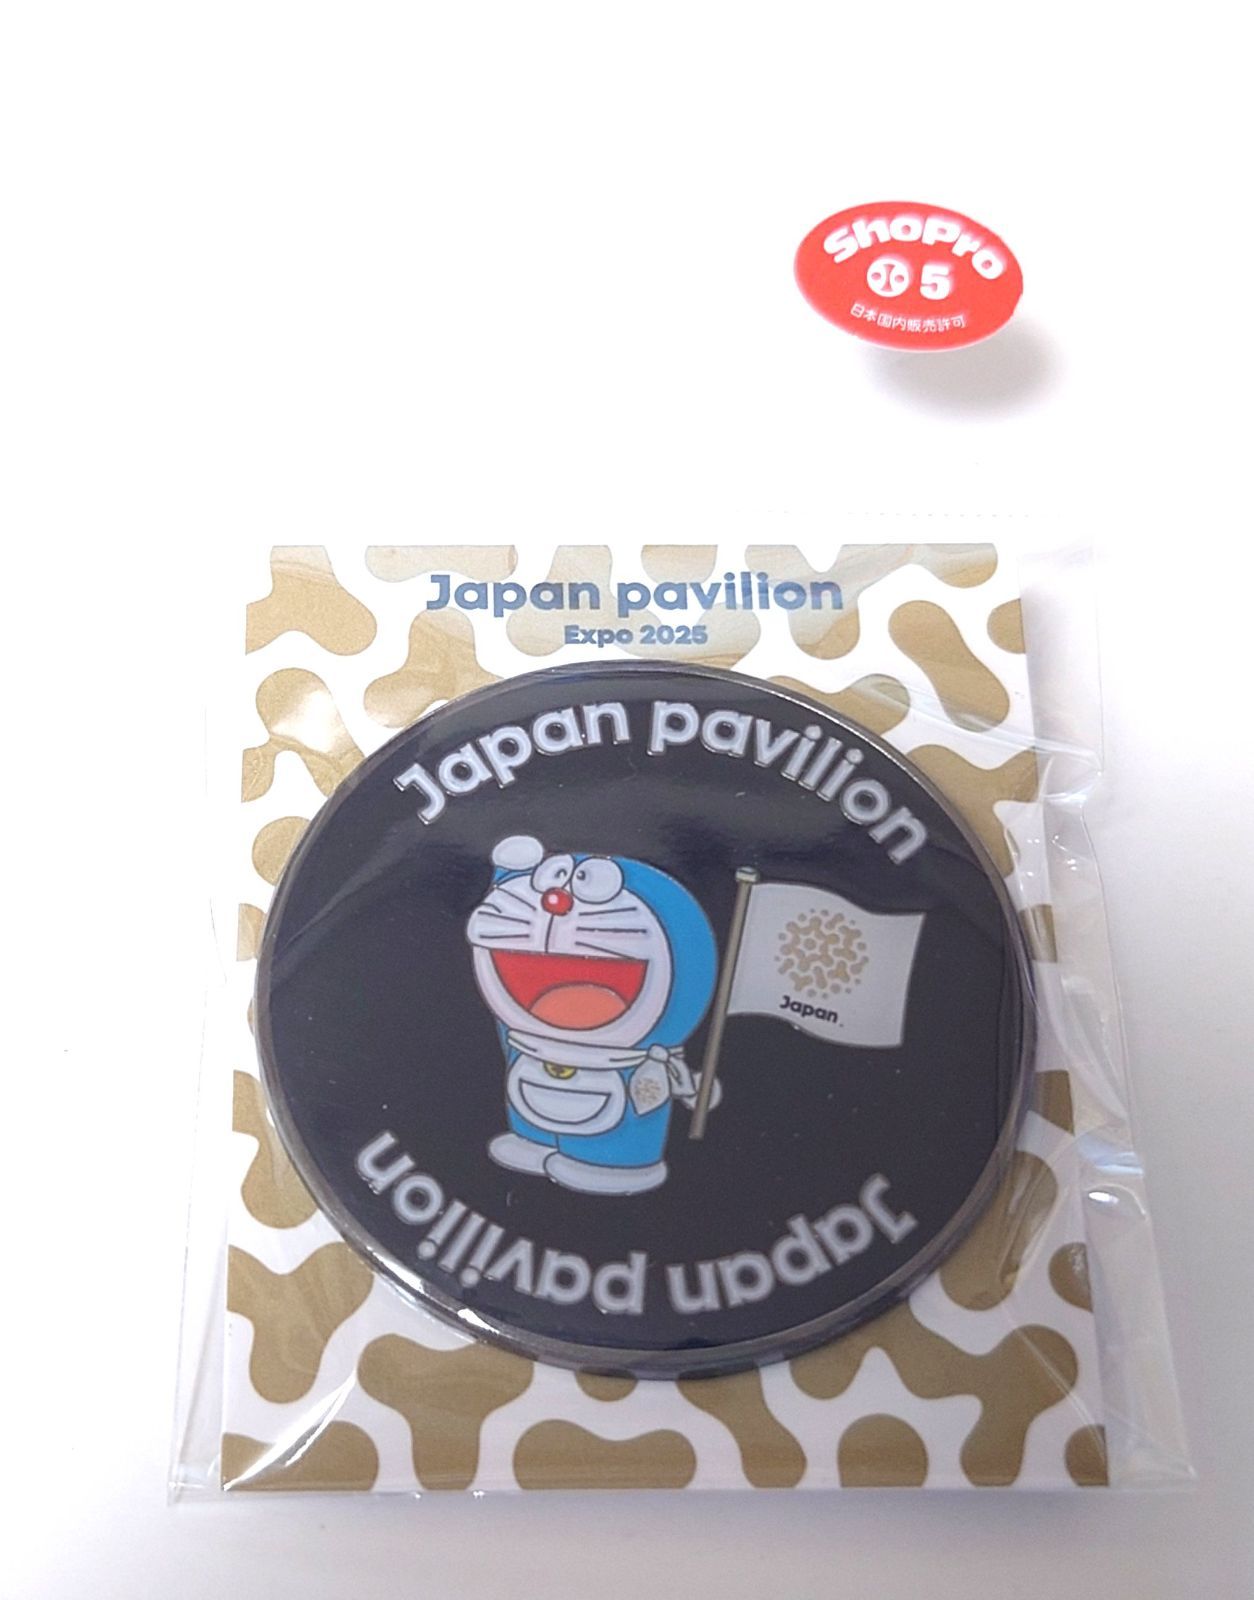 ShoPro
5
日本国内販売許可
Japan pavilion
Expo 2025
Japan pavilion
Japan
Japan pavilion